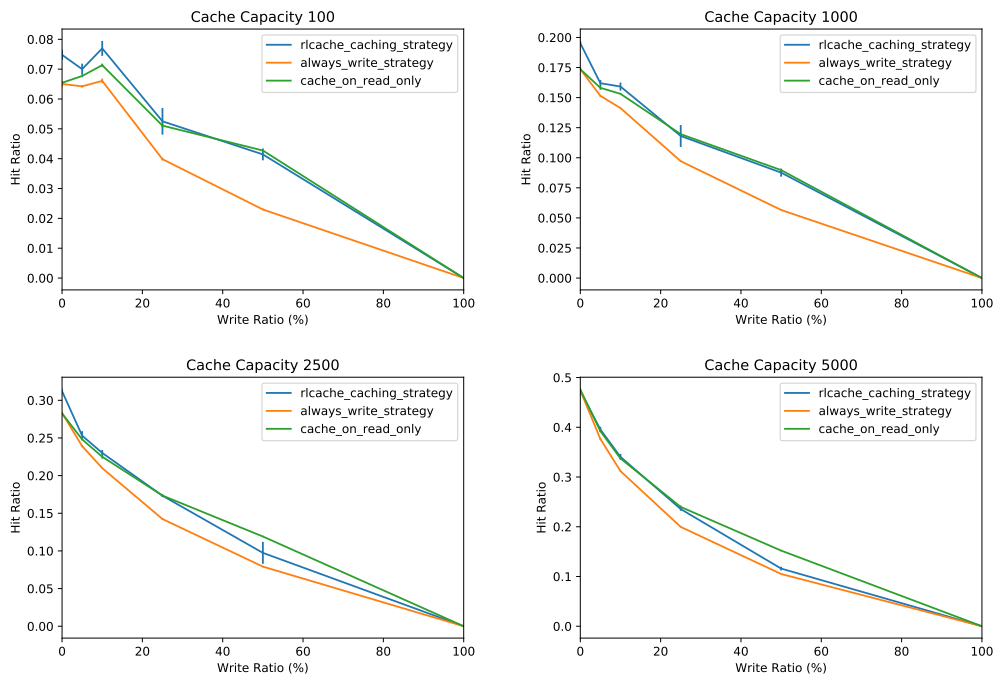 Cache Capacity 100
0.08
0.07
0.06
0.05
0.04
0.03
0.02
0.01
0.00
Hit Ratio
rlcache_caching_strategy
always_write_strategy
cache_on_read_only
0 20 40 60 80 100
Write Ratio (%)
Cache Capacity 1000
0.200
0.175
0.150
0.125
0.100
0.075
0.050
0.025
0.000
Hit Ratio
rlcache_caching_strategy
always_write_strategy
cache_on_read_only
0 20 40 60 80 100
Write Ratio (%)
Cache Capacity 2500
0.30
0.25
0.20
0.15
0.10
0.05
0.00
Hit Ratio
rlcache_caching_strategy
always_write_strategy
cache_on_read_only
0 20 40 60 80 100
Write Ratio (%)
Cache Capacity 5000
0.5
0.4
0.3
0.2
0.1
0.0
Hit Ratio
rlcache_caching_strategy
always_write_strategy
cache_on_read_only
0 20 40 60 80 100
Write Ratio (%)